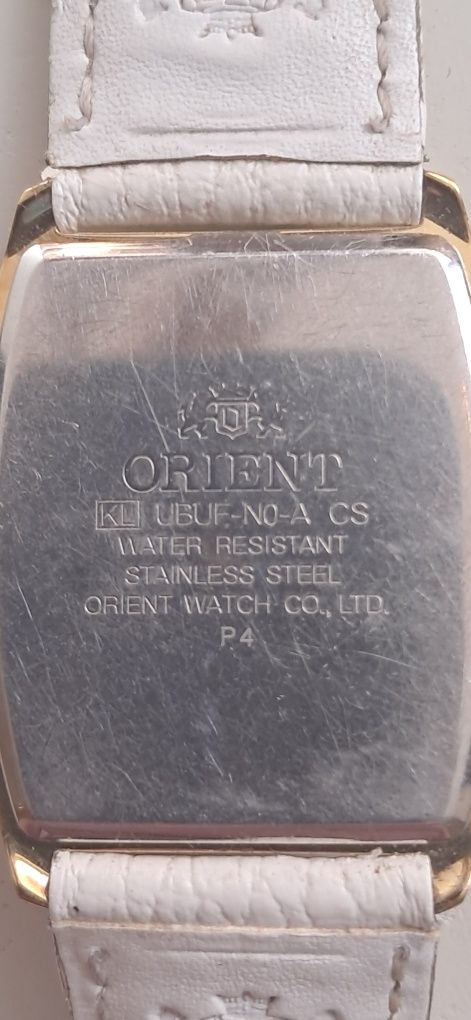 ORIENT
KL UBUF-N0-A CS
WATER RESISTANT
STAINLESS STEEL
ORIENT WATCH CO., LTD.
P4